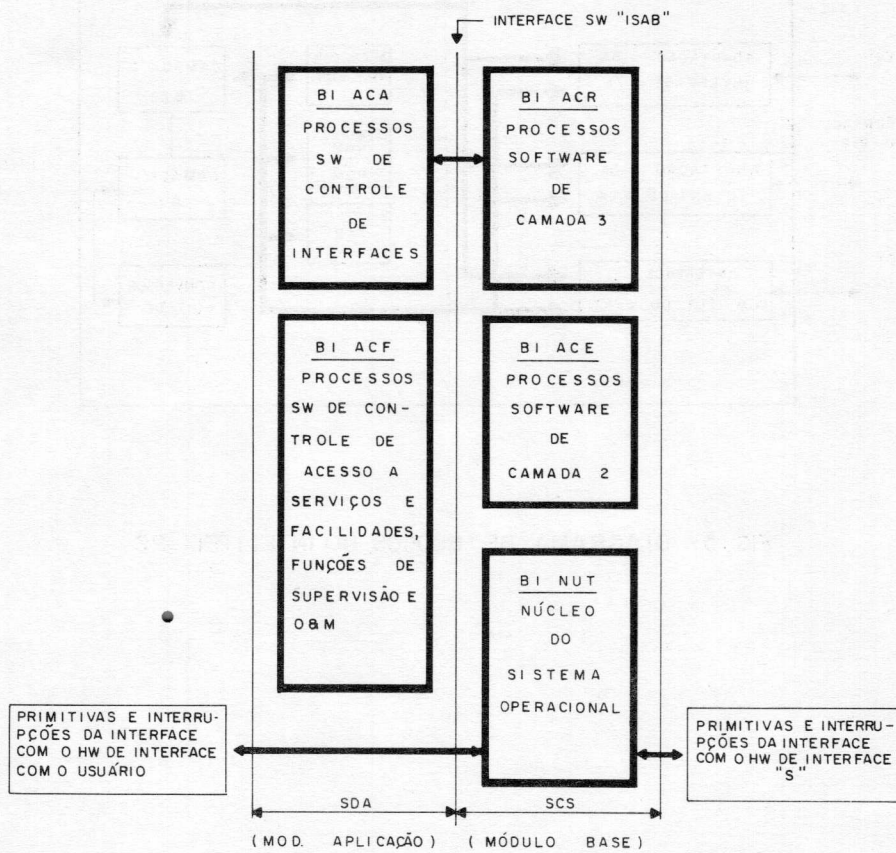 INTERFACE SW "ISAB"
BI ACA
PROCESSOS
SW DE
CONTROLE
DE
INTERFACES
BI ACR
PROCESSOS
SOFTWARE
DE
CAMADA 3
BI ACF
PROCESSOS
SW DE CON-
TROLE DE
ACESSO A
SERVIÇOS E
FACILIDADES,
FUNÇÕES DE
SUPERVISÃO E
O&M
BI ACE
PROCESSOS
SOFTWARE
DE
CAMADA 2
BI NUT
NÚCLEO
DO
SISTEMA
OPERACIONAL
PRIMITIVAS E INTERRU-
PÇÕES DA INTERFACE
COM O HW DE INTERFACE
COM O USUÁRIO
PRIMITIVAS E INTERRU-
PÇÕES DA INTERFACE
COM O HW DE INTERFACE
"S"
SDA
SCS
(MOD. APLICAÇÃO)
(MÓDULO BASE)